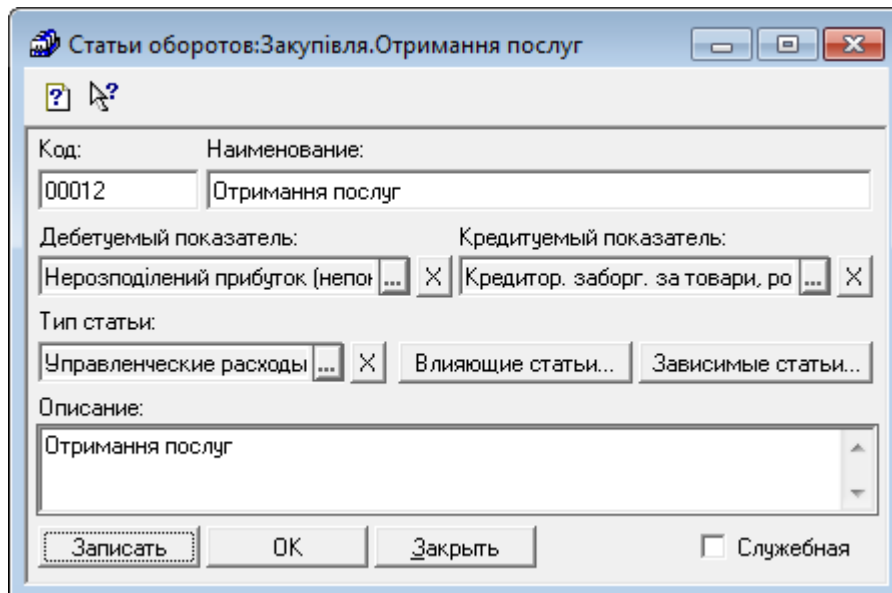 Статьи оборотов:Закупівля.Отримання послуг
Код: Наименование:
00012 Отримання послуг
Дебетуемый показатель: Кредитуемый показатель:
Нерозподілений прибуток (непок ... X Кредитор. заборг. за товари, ро ... X
Тип статьи:
Управленческие расходы ... X Влияющие статьи... Зависимые статьи...
Описание:
Отримання послуг
Записать OK Закрыть Служебная